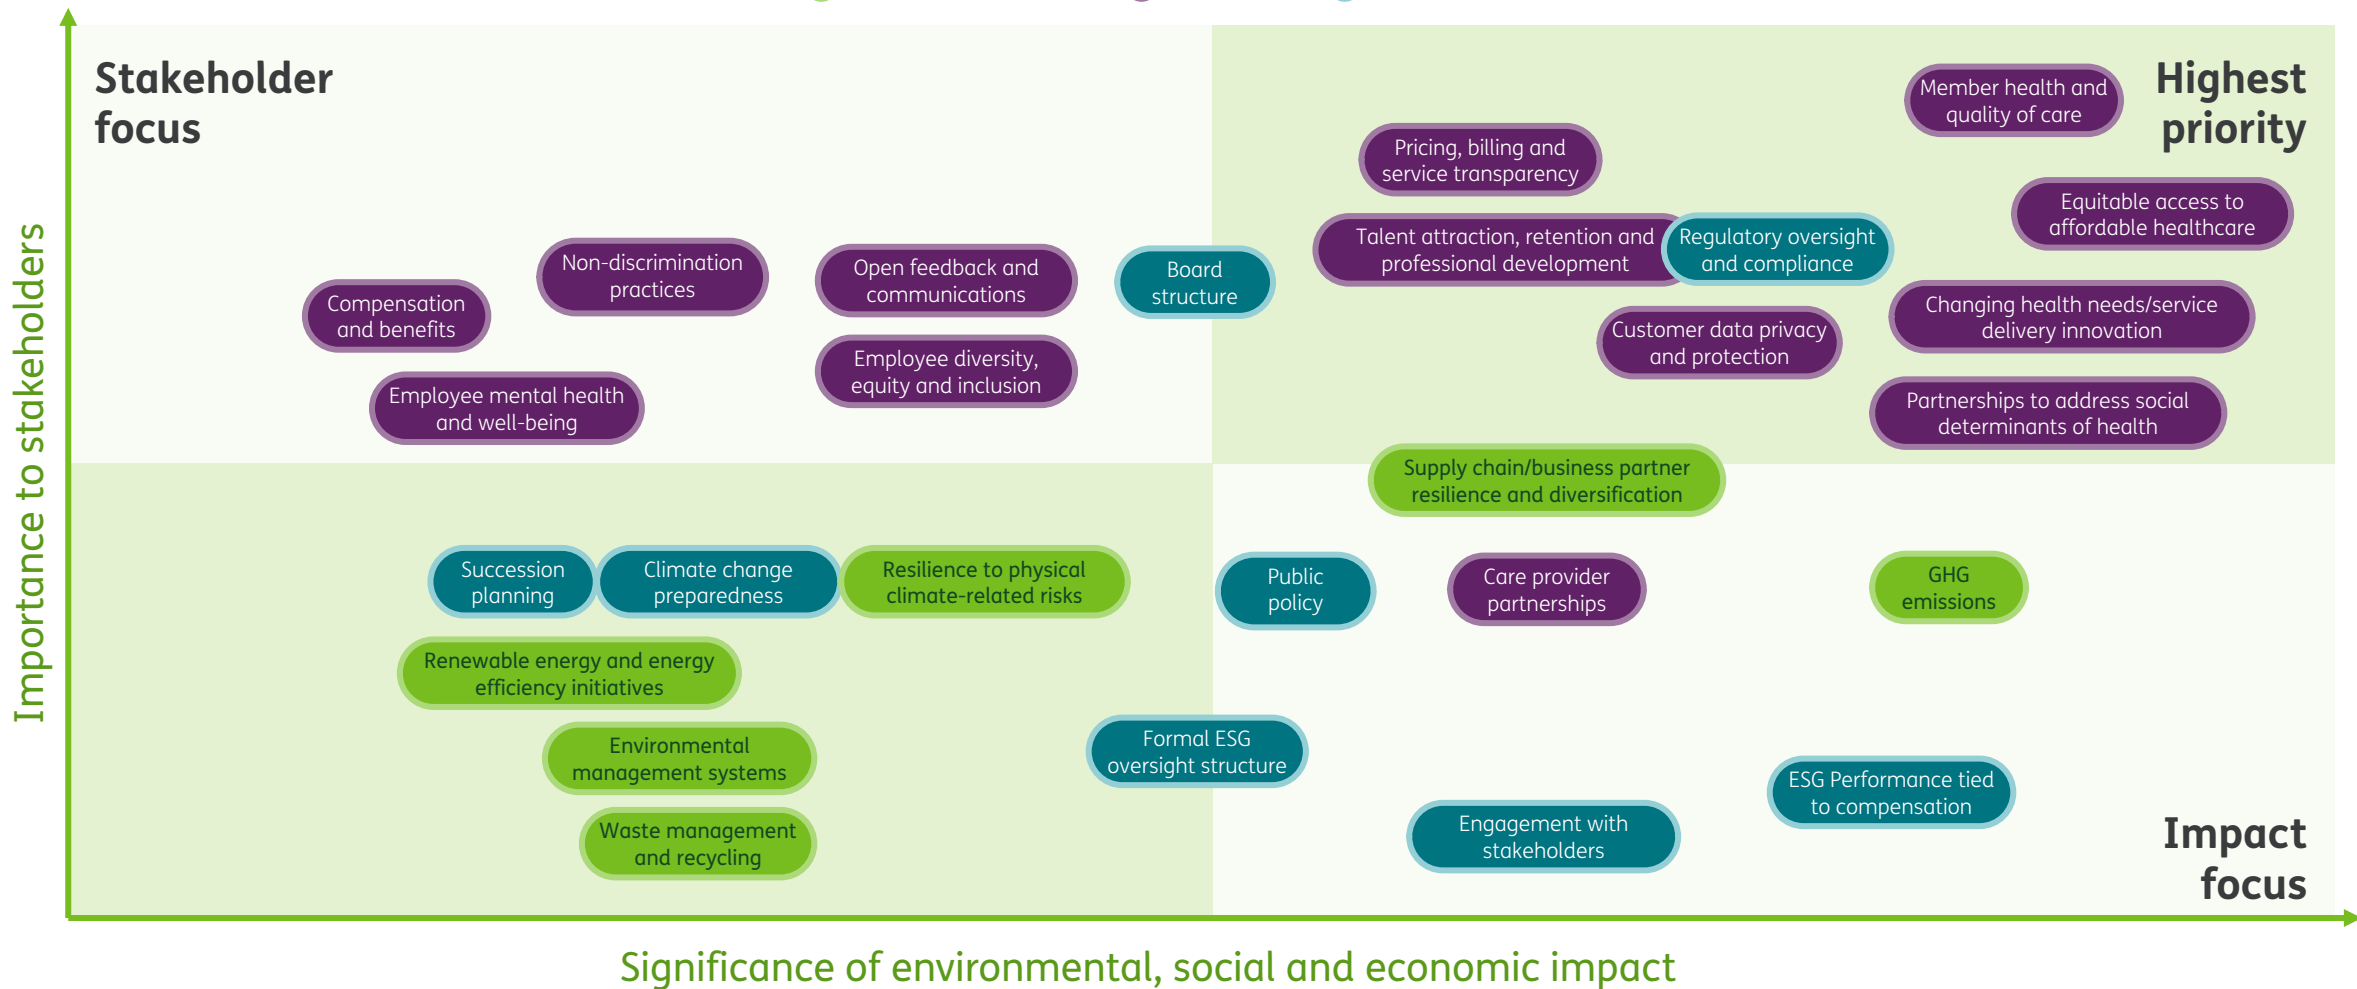 Stakeholder
focus
Highest
priority
Member health and
quality of care
Pricing, billing and
service transparency
Equitable access to
affordable healthcare
Talent attraction, retention and
professional development
Regulatory oversight
and compliance
Non-discrimination
practices
Open feedback and
communications
Board
structure
Compensation
and benefits
Changing health needs/service
delivery innovation
Customer data privacy
and protection
Employee diversity,
equity and inclusion
Employee mental health
and well-being
Partnerships to address social
determinants of health
Supply chain/business partner
resilience and diversification
Succession
planning
Climate change
preparedness
Resilience to physical
climate-related risks
Public
policy
Care provider
partnerships
GHG
emissions
Renewable energy and energy
efficiency initiatives
Environmental
management systems
Formal ESG
oversight structure
ESG Performance tied
to compensation
Waste management
and recycling
Engagement with
stakeholders
Impact
focus
Importance to stakeholders
Significance of environmental, social and economic impact